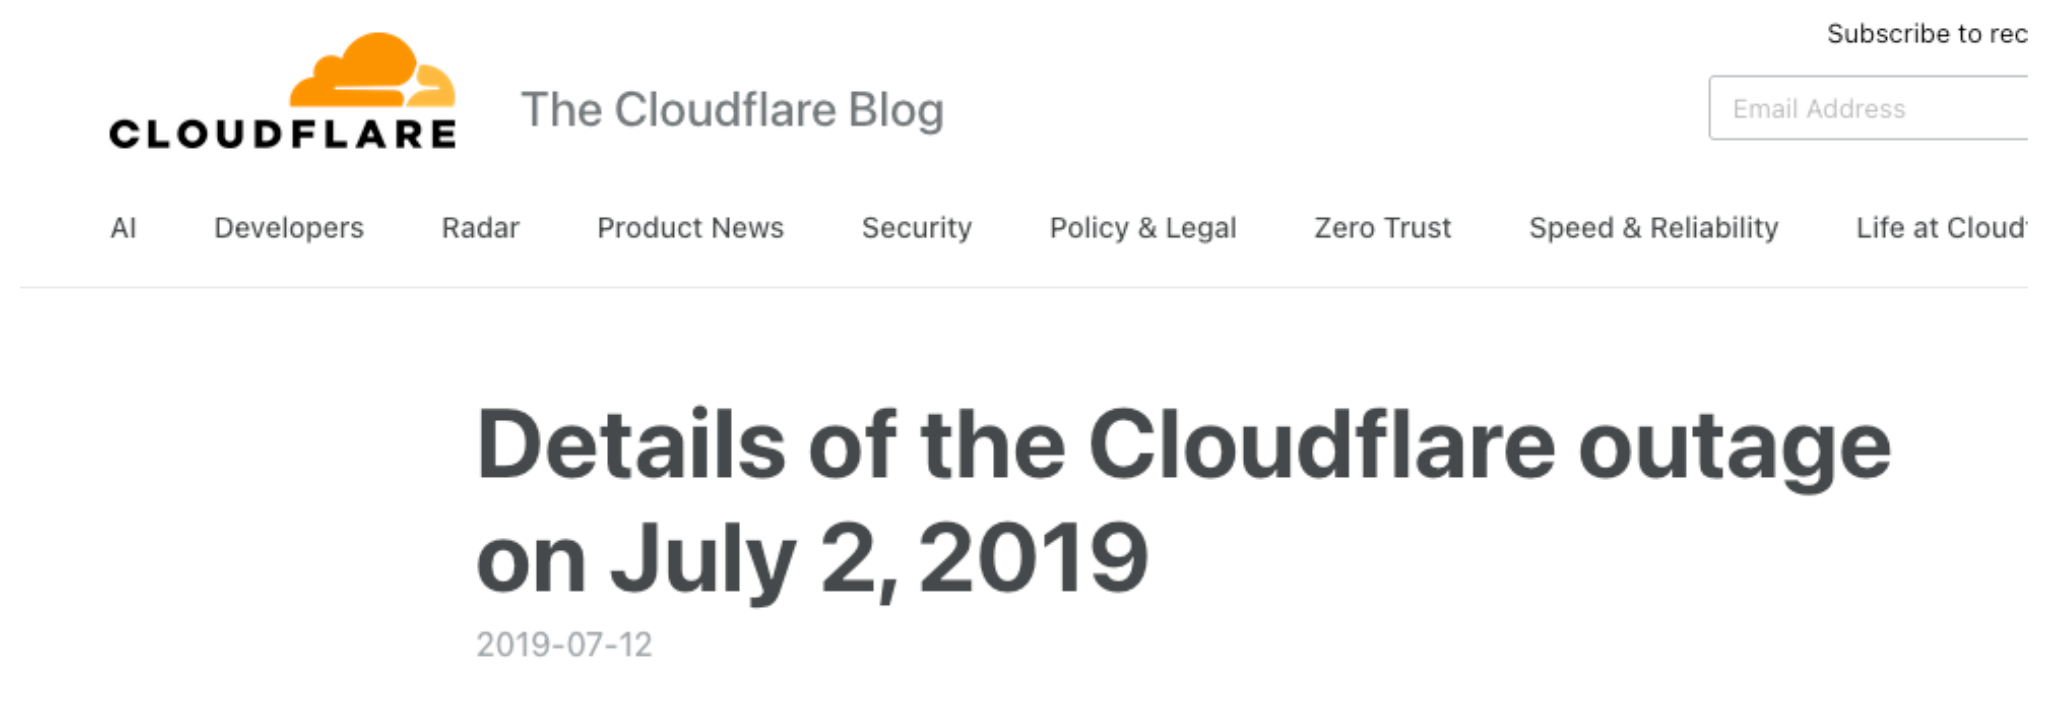 Subscribe to rec
CLOUDFLARE
The Cloudflare Blog
Email Address
AI Developers Radar Product News Security Policy & Legal Zero Trust Speed & Reliability Life at Cloud
Details of the Cloudflare outage
on July 2, 2019
2019-07-12